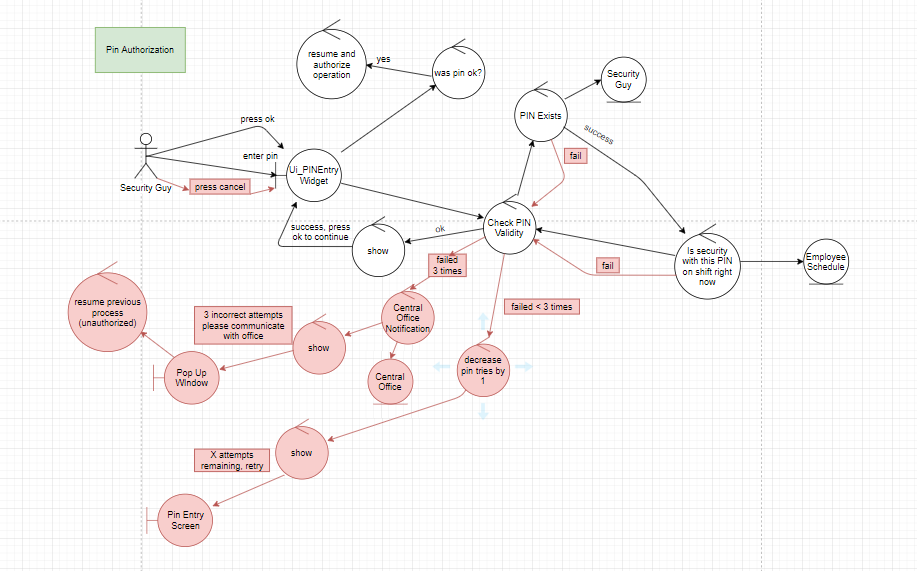 Pin Authorization
resume and
authorize
operation
yes
was pin ok?
Security
Guy
PIN Exists
success
press ok
fail
enter pin
Ui_PINEntry
Widget
Security Guy
press cancel
success, press
ok to continue
show
ok
Check PIN
Validity
Is security
with this PIN
on shift right
now
Employee
Schedule
fail
failed
3 times
resume previous
process
(unauthorized)
3 incorrect attempts
please communicate
with office
Central
Office
Notification
failed < 3 times
show
Pop Up
WIndow
Central
Office
decrease
pin tries by
1
X attempts
remaining, retry
show
Pin Entry
Screen